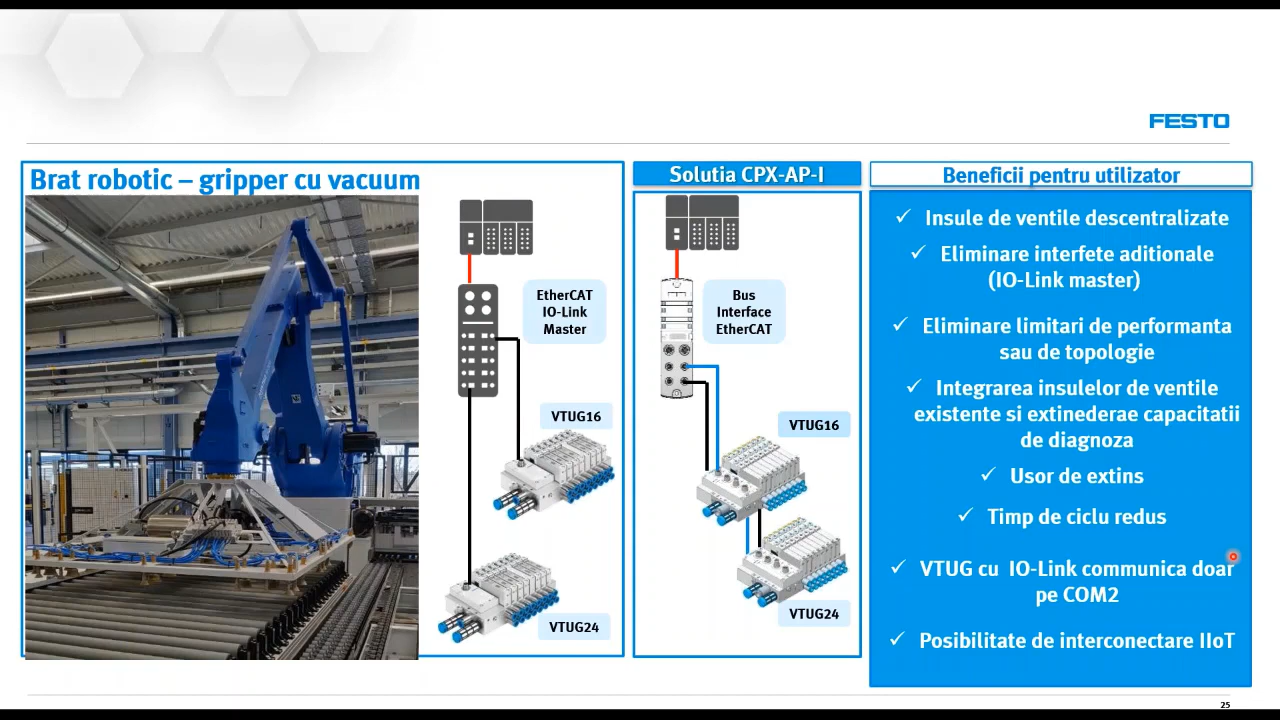 FESTO
Brat robotic – gripper cu vacuum
EtherCAT
IO-Link
Master
VTUG16
VTUG24
Solutia CPX-AP-I
Bus
Interface
EtherCAT
VTUG16
VTUG24
Beneficii pentru utilizator
✓ Insule de ventile descentralizate
✓ Eliminare interfete aditionale
(IO-Link master)
✓ Eliminare limitari de performanta
sau de topologie
✓ Integrarea insulelor de ventile
existente si extinederae capacitatii
de diagnoza
✓ Usor de extins
✓ Timp de ciclu redus
✓ VTUG cu IO-Link communica doar
pe COM2
✓ Posibilitate de interconectare IIoT
25